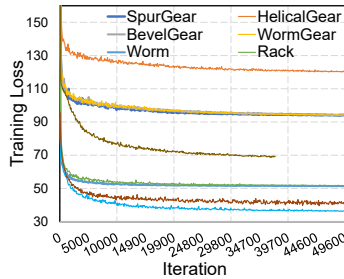 SpurGear HelicalGear
BevelGear WormGear
Worm Rack
150
130
110
90
70
50
30
Training Loss
0 5000 10000 14900 19900 24800 29800 34700 39700 44600 49600
Iteration